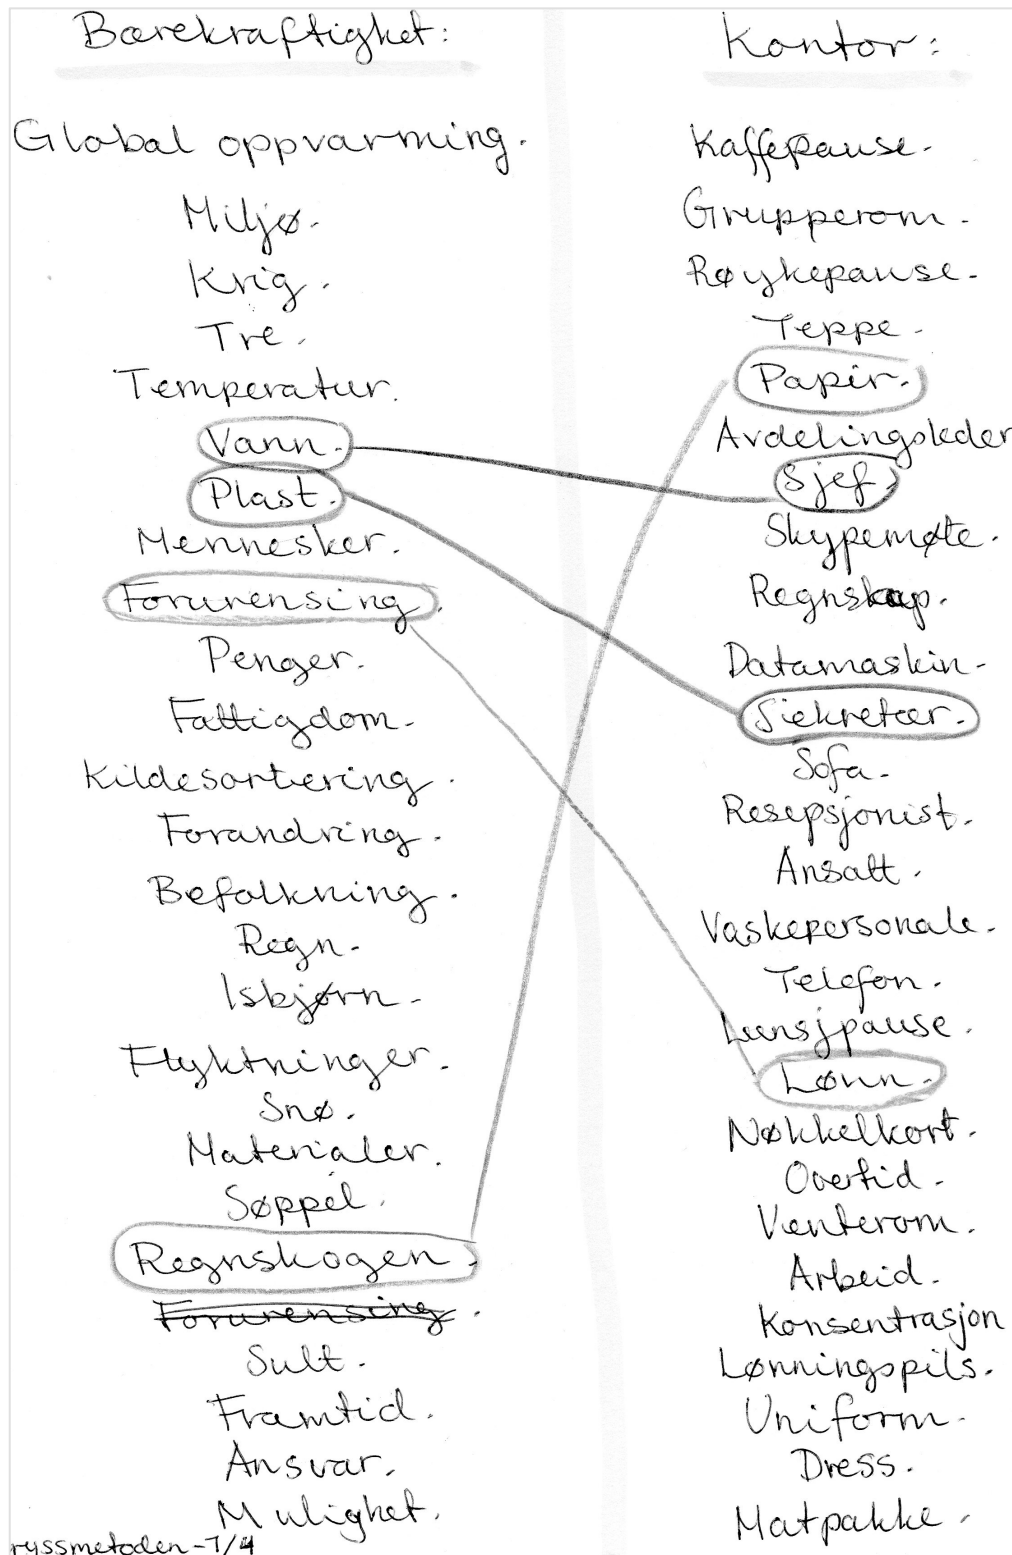 Bærekraftighet:
Global oppvarming.
Miljø.
Krig.
Tre.
Temperatur.
Vann.
Plast.
Mennesker.
Forurensing.
Penger.
Fattigdom.
Kildesortering.
Forandring.
Befolkning.
Regn.
Isbjørn.
Flyktninger.
Snø.
Materialer.
Søppel.
Regnskogen.
Forurensing.
Sult.
Framtid.
Ansvar.
Mulighet.
ryssmetoden - 7/4
Kontor:
Kaffepause.
Grupperom.
Røykepause.
Teppe.
Papir.
Avdelingsleder
Sjef.
Skypemøte.
Regnskap.
Datamaskin.
Siekretær.
Sofa.
Resepsjonist.
Ansatt.
Vaskepersonale.
Telefon.
Lunsjpause.
Lønn.
Nøkkelkort.
Overtid.
Venterom.
Arbeid.
Konsentrasjon
Lønningspils.
Uniform.
Dress.
Matpakke.